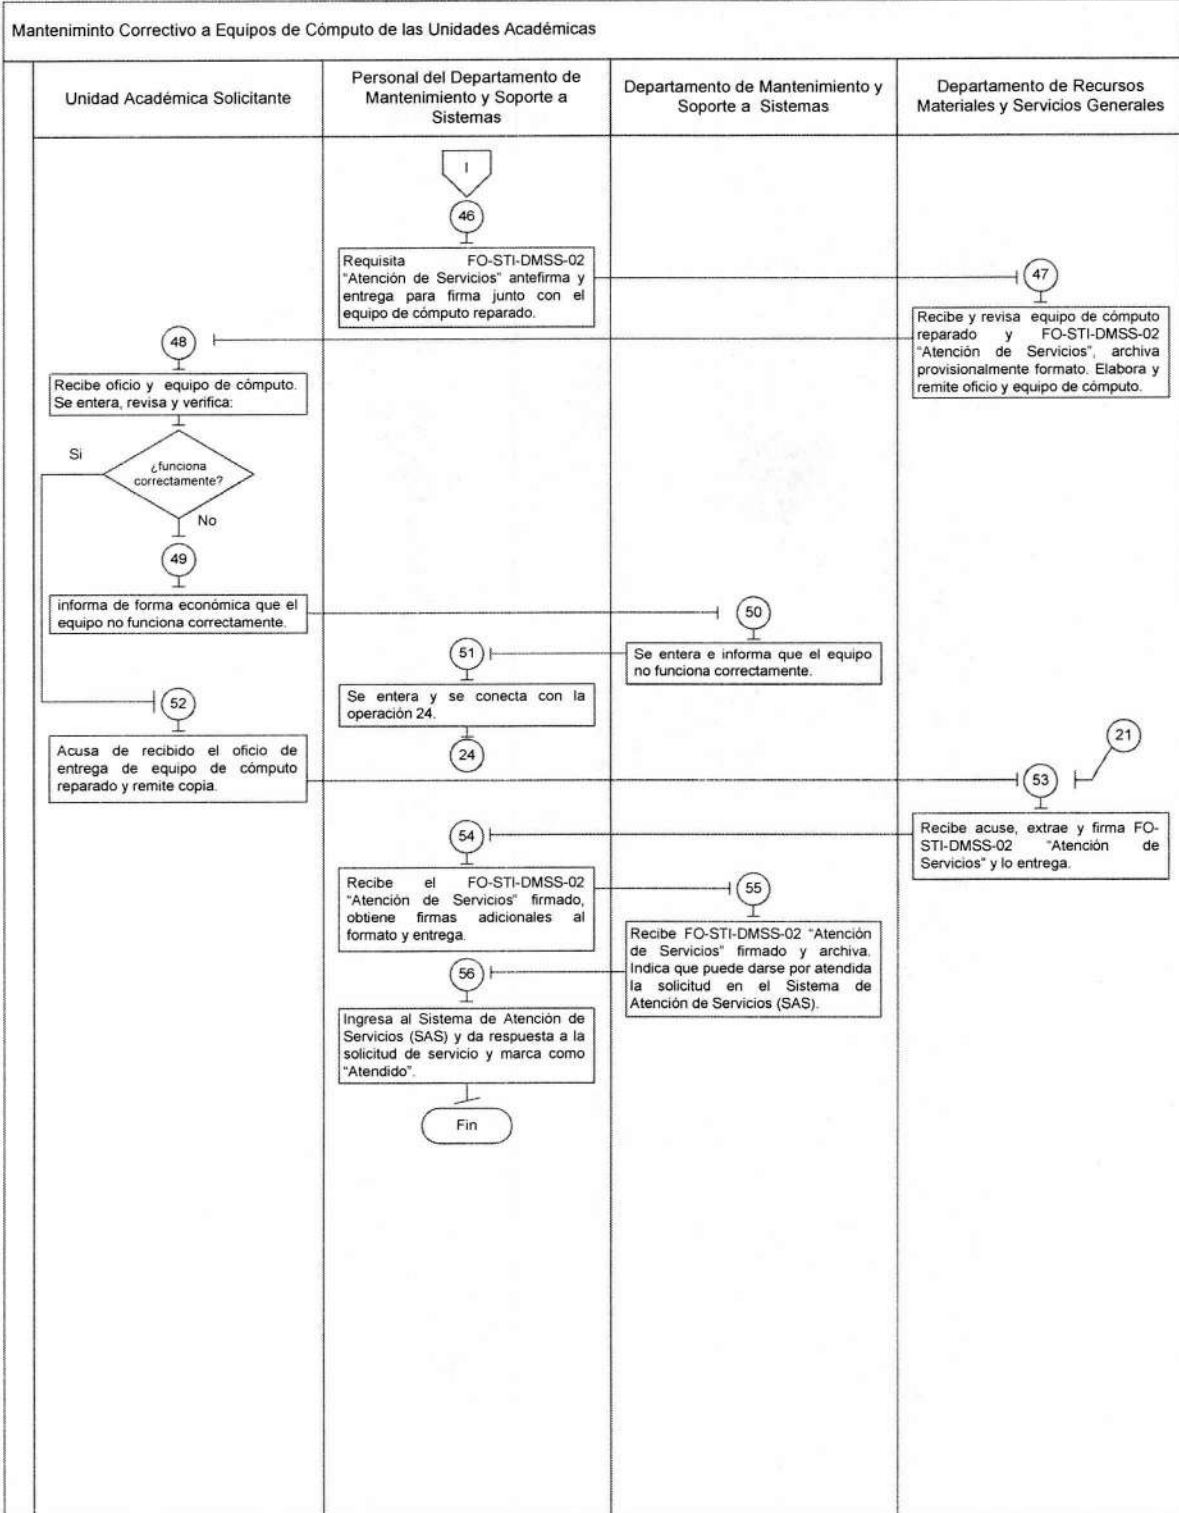 Manteniminto Correctivo a Equipos de Cómputo de las Unidades Académicas
Unidad Académica Solicitante
Personal del Departamento de
Mantenimiento y Soporte a
Sistemas
Departamento de Mantenimiento y
Soporte a Sistemas
Departamento de Recursos
Materiales y Servicios Generales
I
46
Requisita FO-STI-DMSS-02
"Atención de Servicios" antefirma y
entrega para firma junto con el
equipo de cómputo reparado.
47
Recibe y revisa equipo de cómputo
reparado y FO-STI-DMSS-02
"Atención de Servicios", archiva
provisionalmente formato. Elabora y
remite oficio y equipo de cómputo.
48
Recibe oficio y equipo de cómputo.
Se entera, revisa y verifica:
Si
¿funciona
correctamente?
No
49
informa de forma económica que el
equipo no funciona correctamente.
50
Se entera e informa que el equipo
no funciona correctamente.
51
Se entera y se conecta con la
operación 24.
24
52
Acusa de recibido el oficio de
entrega de equipo de cómputo
reparado y remite copia.
21
53
Recibe acuse, extrae y firma FO-
STI-DMSS-02 "Atención de
Servicios" y lo entrega.
54
Recibe el FO-STI-DMSS-02
"Atención de Servicios" firmado,
obtiene firmas adicionales al
formato y entrega.
55
Recibe FO-STI-DMSS-02 "Atención
de Servicios" firmado y archiva.
Indica que puede darse por atendida
la solicitud en el Sistema de
Atención de Servicios (SAS).
56
Ingresa al Sistema de Atención de
Servicios (SAS) y da respuesta a la
solicitud de servicio y marca como
"Atendido".
Fin